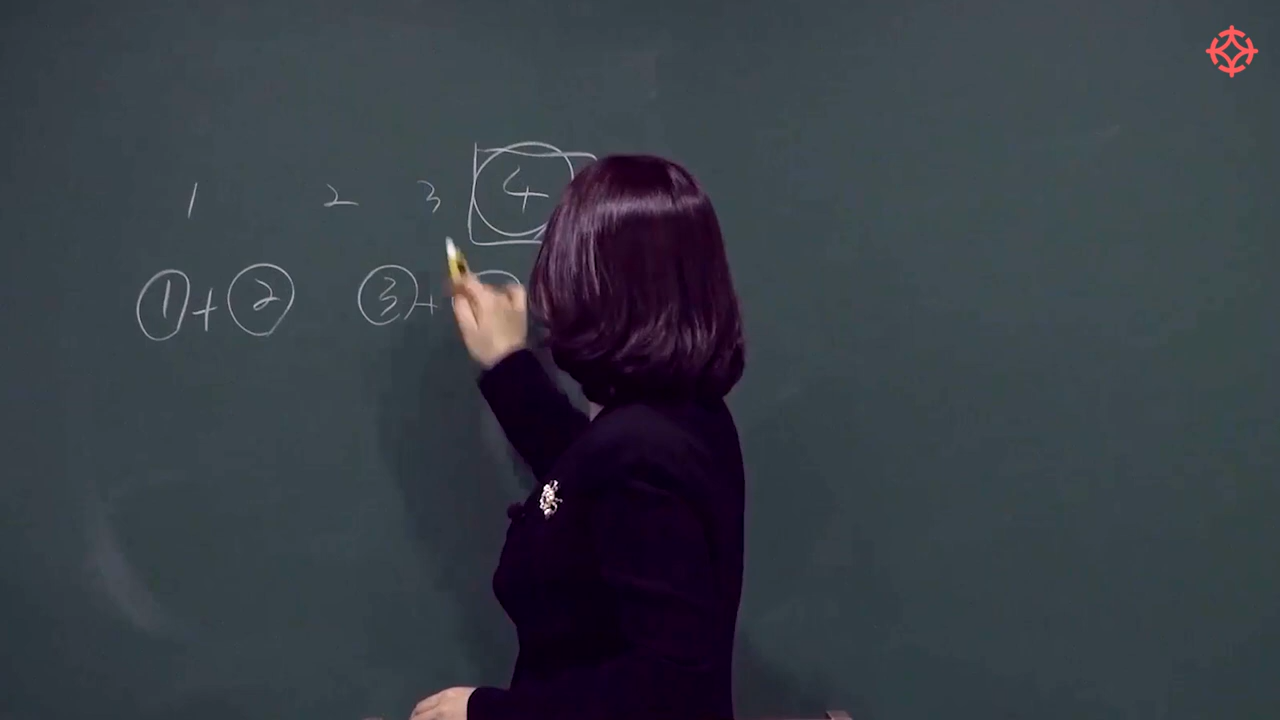 1 2 3 4
① + ② ③ +